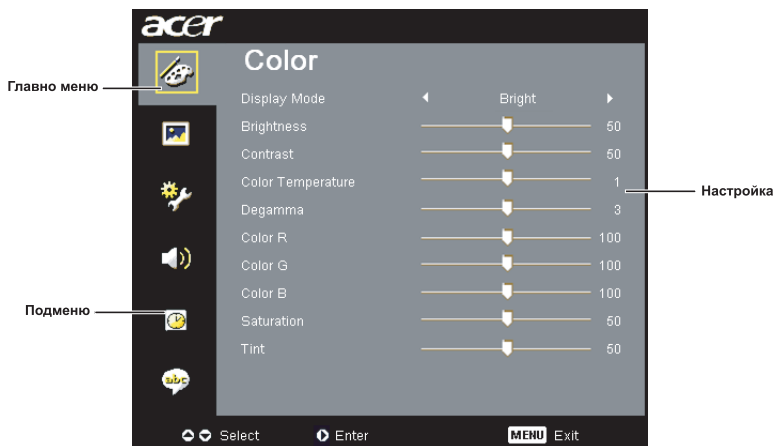 acer
Color
Главно меню
Display Mode Bright
Brightness 50
Contrast 50
Color Temperature 1
Настройка
Degamma 3
Color R 100
Color G 100
Color B 100
Подменю
Saturation 50
Tint 50
abc
Select Enter MENU Exit